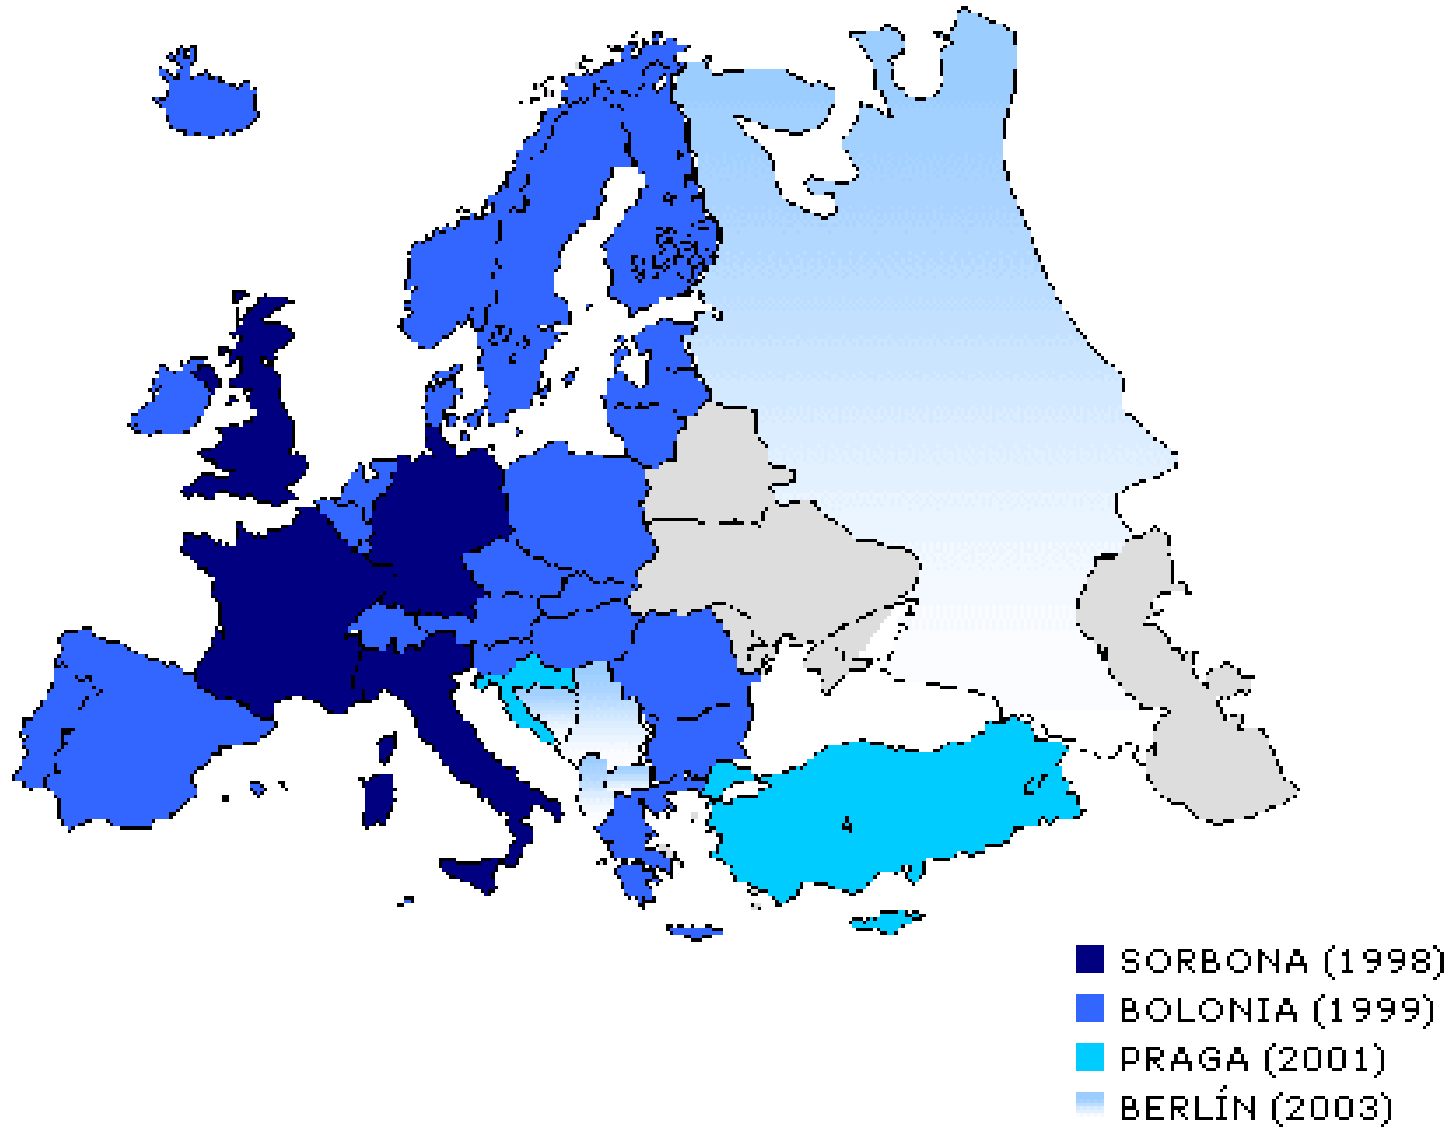 SORBONA (1998)
BOLONIA (1999)
PRAGA (2001)
BERLÍN (2003)